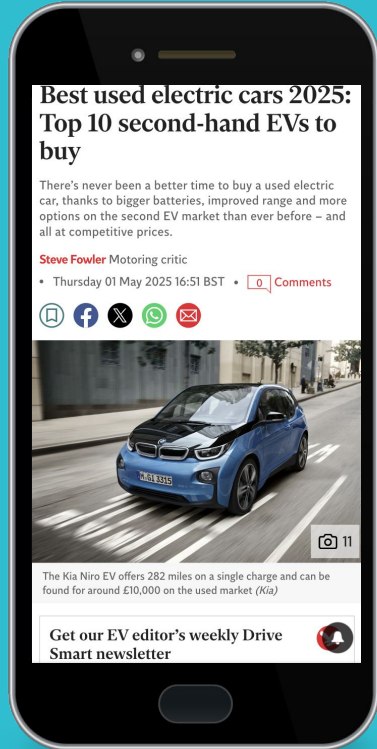 Best used electric cars 2025:
Top 10 second-hand EVs to
buy
There's never been a better time to buy a used electric
car, thanks to bigger batteries, improved range and more
options on the second EV market than ever before – and
all at competitive prices.
Steve Fowler Motoring critic
• Thursday 01 May 2025 16:51 BST • 0 Comments
M:GI 3315
11
The Kia Niro EV offers 282 miles on a single charge and can be
found for around £10,000 on the used market (Kia)
Get our EV editor's weekly Drive
Smart newsletter